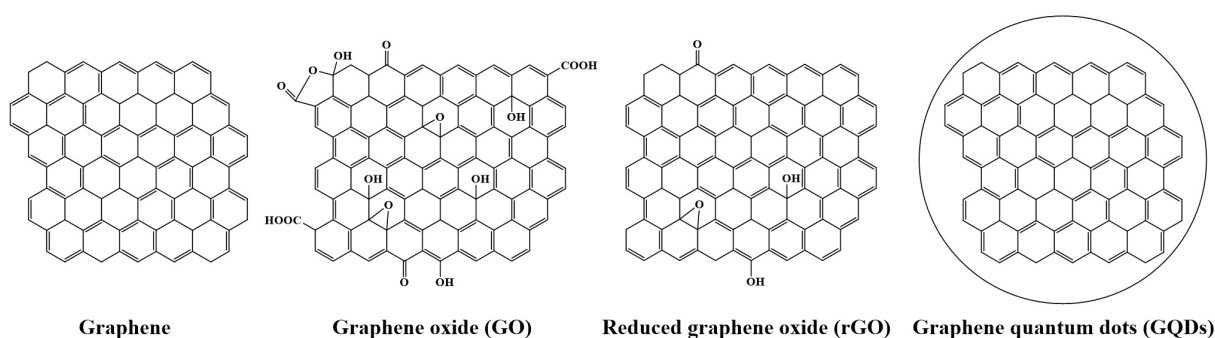 OH
O
O
O
COOH
O
OH
OH
OH
O
HOOC
O
OH
Graphene oxide (GO)
O
OH
O
OH
Reduced graphene oxide (rGO)
Graphene
Graphene quantum dots (GQDs)